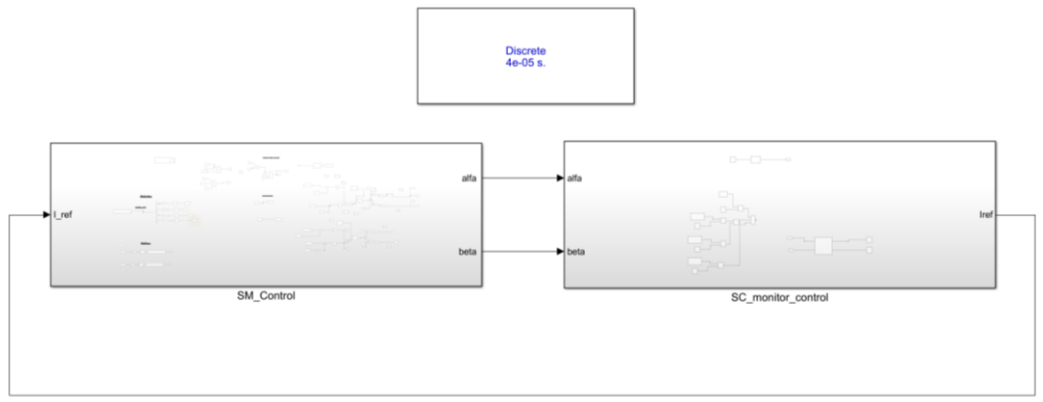 Discrete
4e-05 s.
alfa
alfa
I_ref
Iref
beta
beta
SM_Control
SC_monitor_control